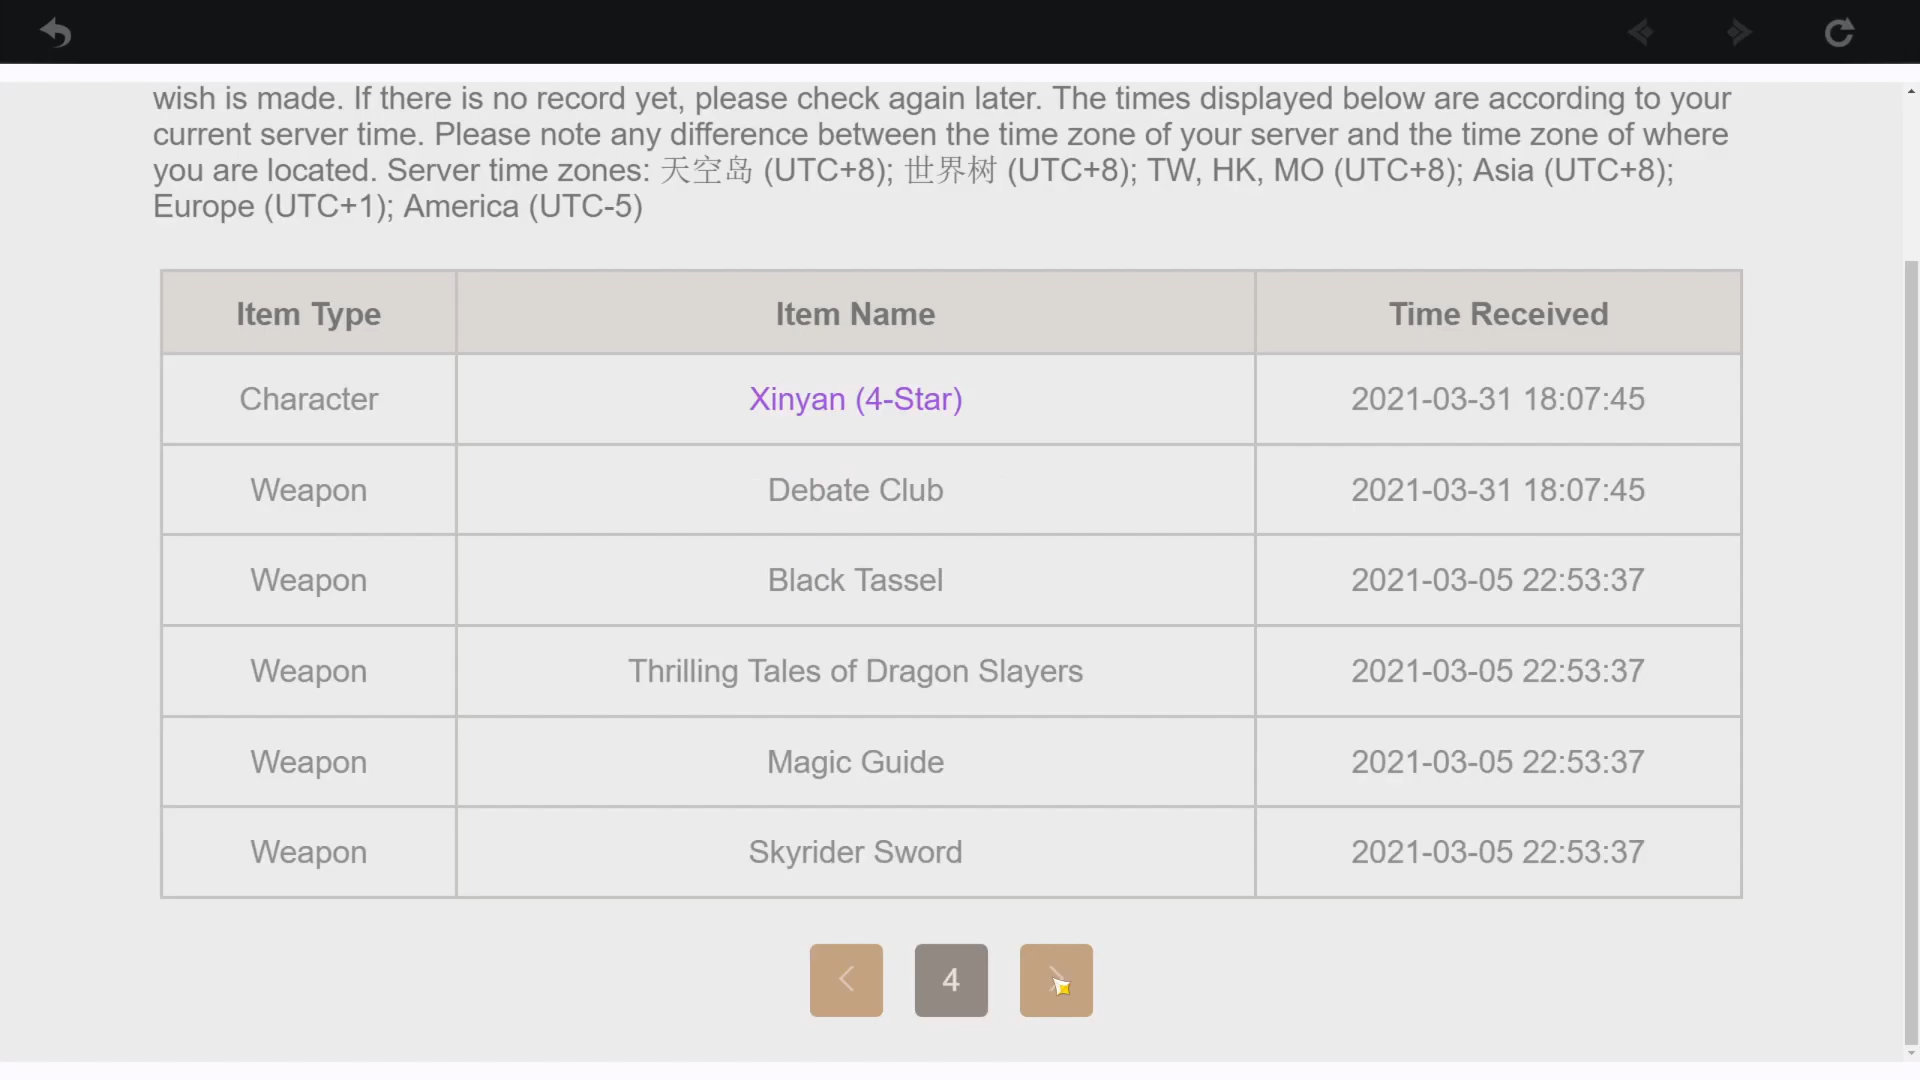 wish is made. If there is no record yet, please check again later. The times displayed below are according to your
current server time. Please note any difference between the time zone of your server and the time zone of where
you are located. Server time zones: 天空岛 (UTC+8); 世界树 (UTC+8); TW, HK, MO (UTC+8); Asia (UTC+8);
Europe (UTC+1); America (UTC-5)
Item Type Item Name Time Received
Character Xinyan (4-Star) 2021-03-31 18:07:45
Weapon Debate Club 2021-03-31 18:07:45
Weapon Black Tassel 2021-03-05 22:53:37
Weapon Thrilling Tales of Dragon Slayers 2021-03-05 22:53:37
Weapon Magic Guide 2021-03-05 22:53:37
Weapon Skyrider Sword 2021-03-05 22:53:37
4